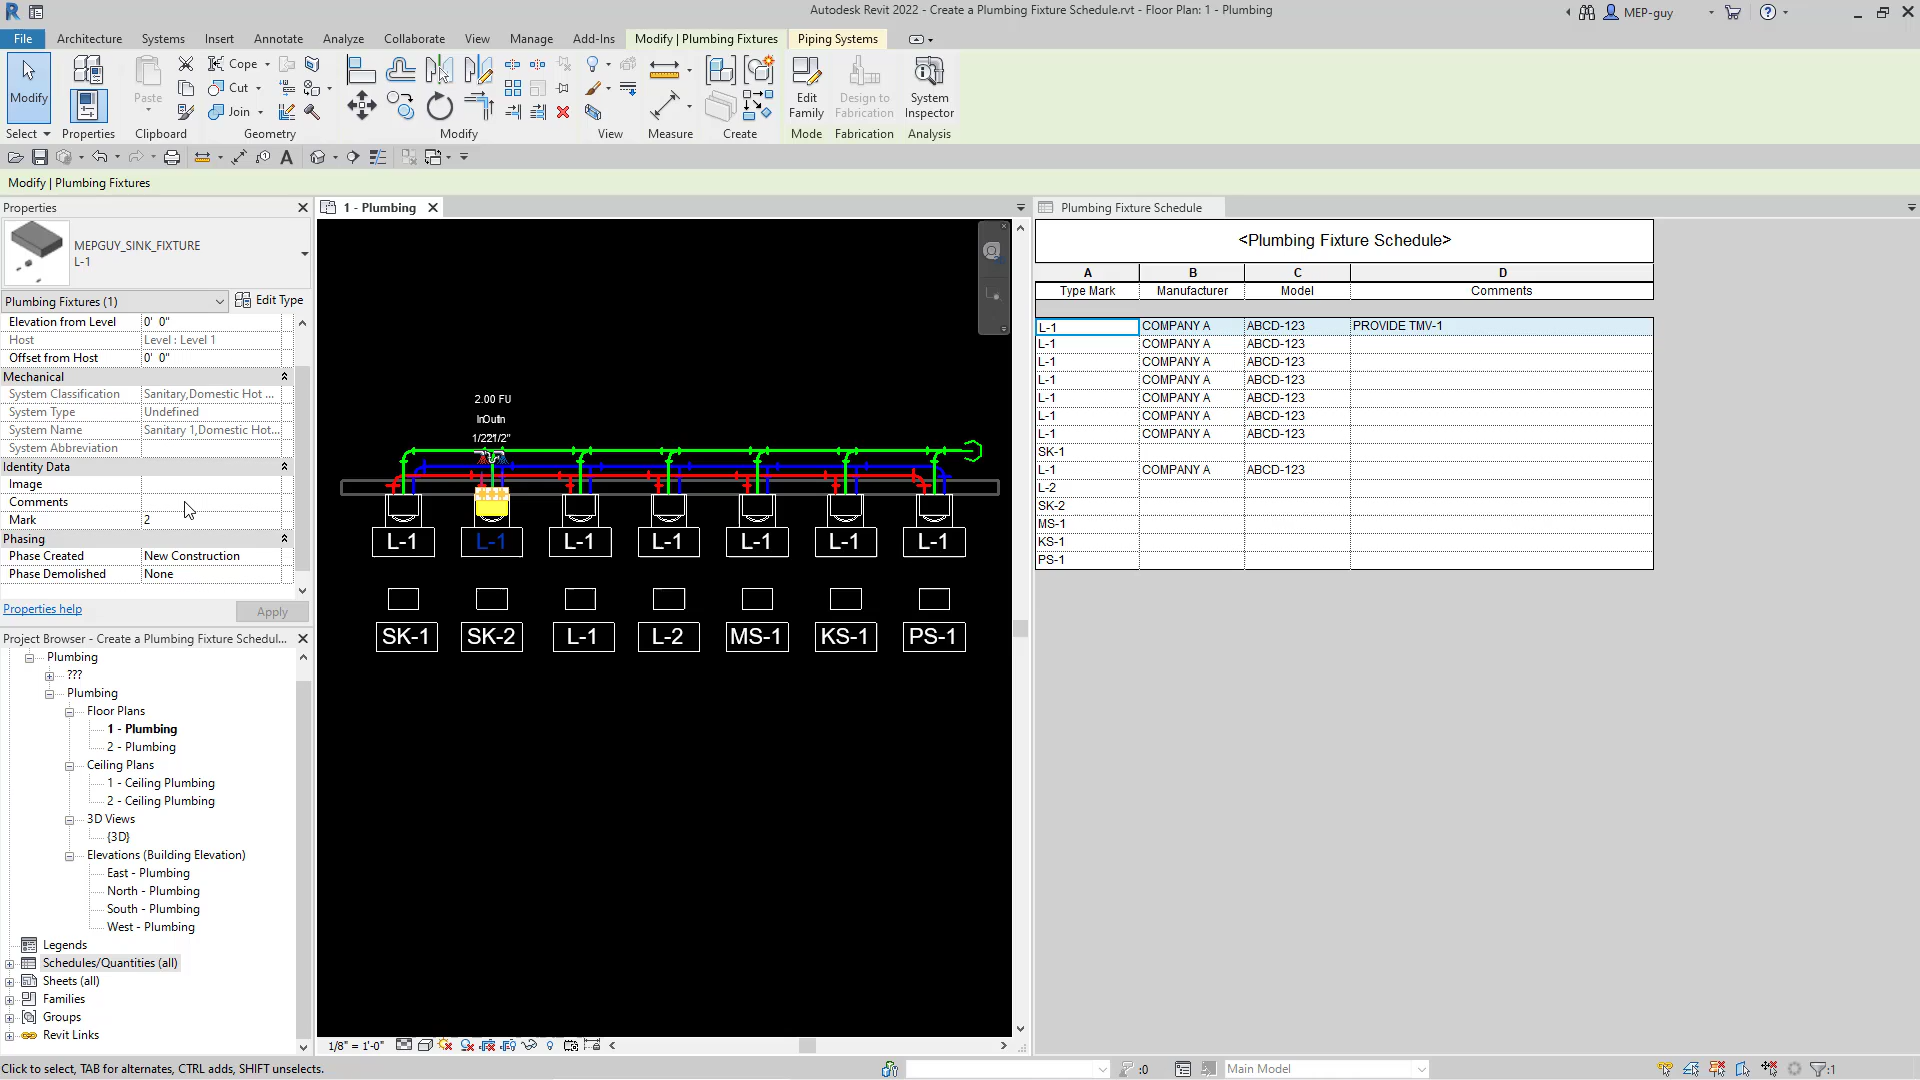 Autodesk Revit 2022 - Create a Plumbing Fixture Schedule.rvt - Floor Plan: 1 - Plumbing
MEP-guy
File Architecture Systems Insert Annotate Analyze Collaborate View Manage Add-Ins Modify | Plumbing Fixtures Piping Systems
Modify
Properties
Paste
Cope
Cut
Join
Edit Family
Design to Fabrication
System Inspector
Select Properties Clipboard Geometry Modify View Measure Create Mode Fabrication Analysis
Modify | Plumbing Fixtures
Properties
MEPGUY_SINK_FIXTURE
L-1
Plumbing Fixtures (1) Edit Type
Elevation from Level 0' 0"
Host Level : Level 1
Offset from Host 0' 0"
Mechanical
System Classification Sanitary,Domestic Hot ...
System Type Undefined
System Name Sanitary 1,Domestic Hot...
System Abbreviation
Identity Data
Image
Comments
Mark 2
Phasing
Phase Created New Construction
Phase Demolished None
Properties help Apply
Project Browser - Create a Plumbing Fixture Schedul...
Plumbing
???
Plumbing
Floor Plans
1 - Plumbing
2 - Plumbing
Ceiling Plans
1 - Ceiling Plumbing
2 - Ceiling Plumbing
3D Views
{3D}
Elevations (Building Elevation)
East - Plumbing
North - Plumbing
South - Plumbing
West - Plumbing
Legends
Schedules/Quantities (all)
Sheets (all)
Families
Groups
Revit Links
1 - Plumbing
2.00 FU
L-1 L-1 L-1 L-1 L-1 L-1 L-1
SK-1 SK-2 L-1 L-2 MS-1 KS-1 PS-1
1/8" = 1'-0"
Plumbing Fixture Schedule
<Plumbing Fixture Schedule>
A B C D
Type Mark Manufacturer Model Comments
L-1 COMPANY A ABCD-123 PROVIDE TMV-1
L-1 COMPANY A ABCD-123
L-1 COMPANY A ABCD-123
L-1 COMPANY A ABCD-123
L-1 COMPANY A ABCD-123
L-1 COMPANY A ABCD-123
L-1 COMPANY A ABCD-123
SK-1
L-1 COMPANY A ABCD-123
L-2
SK-2
MS-1
KS-1
PS-1
Click to select, TAB for alternates, CTRL adds, SHIFT unselects.
:0
Main Model
:1